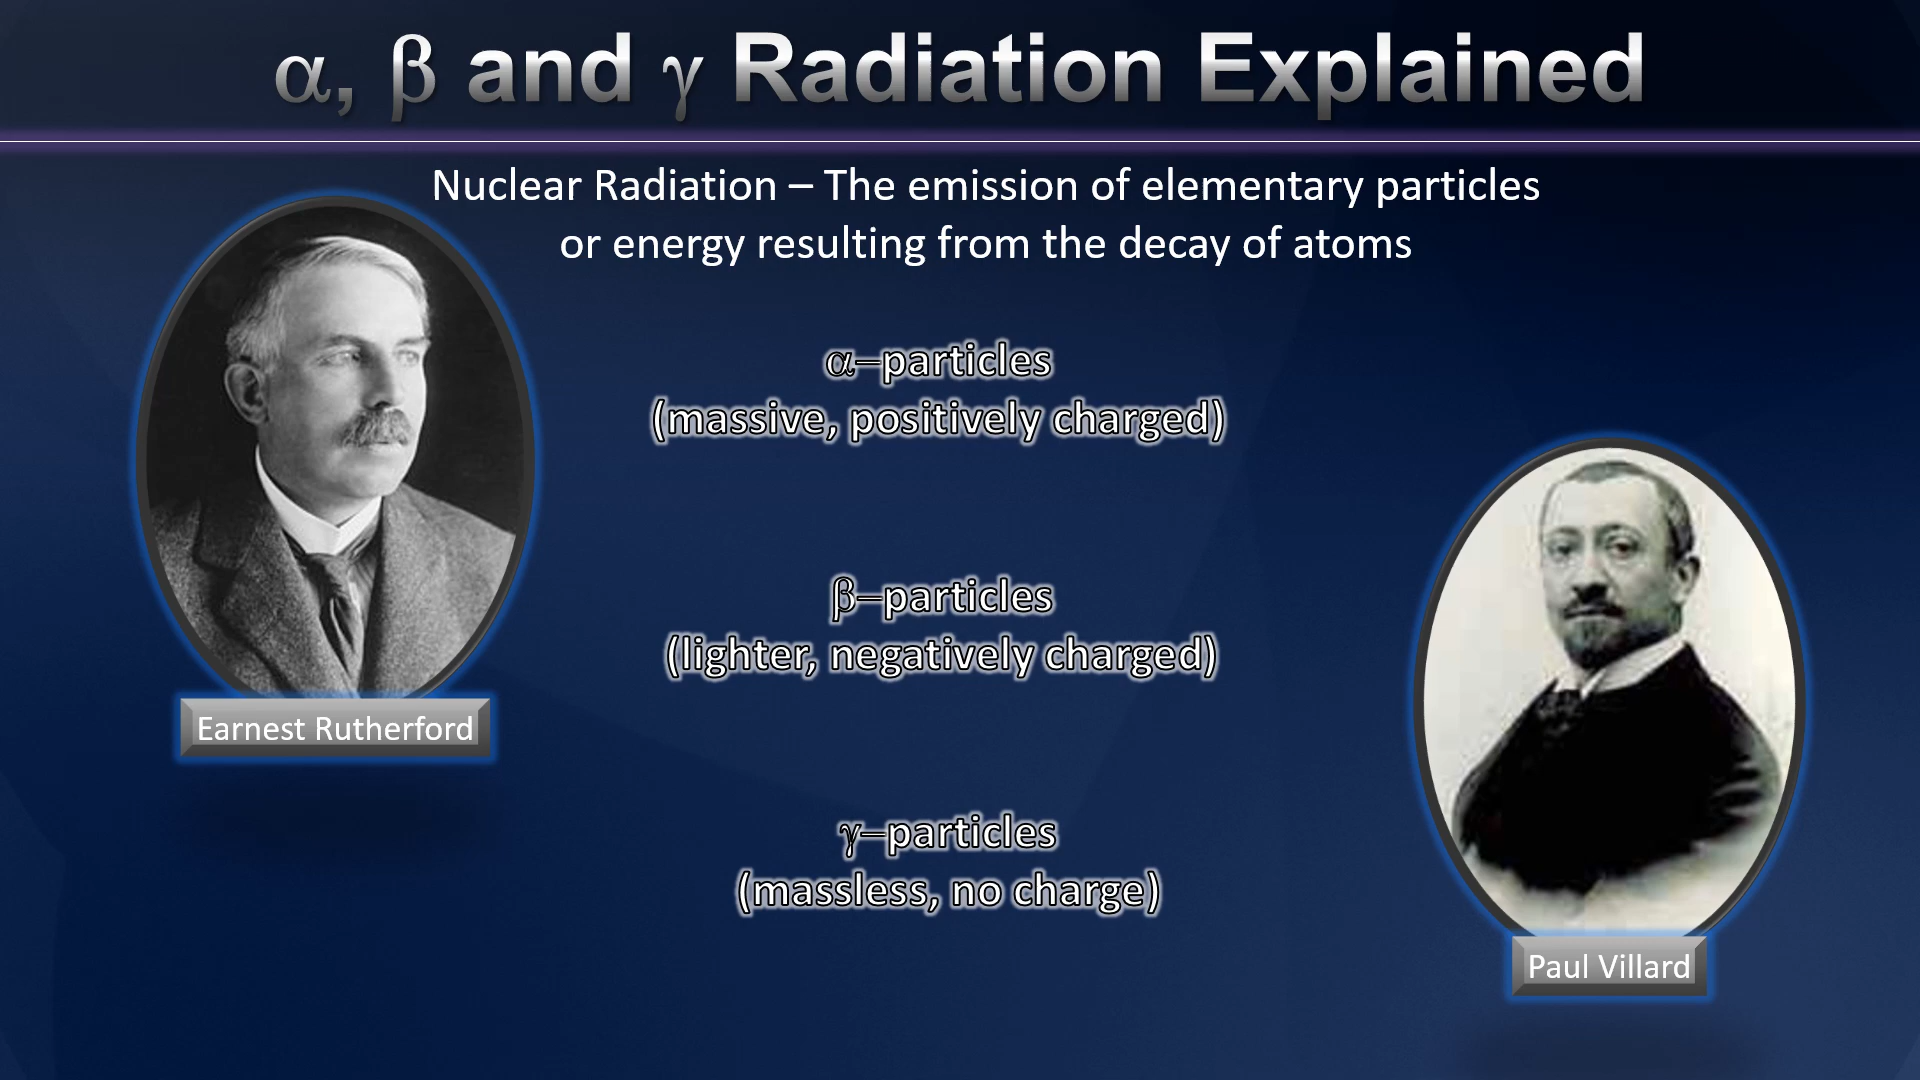 α, β and γ Radiation Explained
Nuclear Radiation – The emission of elementary particles
or energy resulting from the decay of atoms
α–particles
(massive, positively charged)
β–particles
(lighter, negatively charged)
Earnest Rutherford
γ–particles
(massless, no charge)
Paul Villard